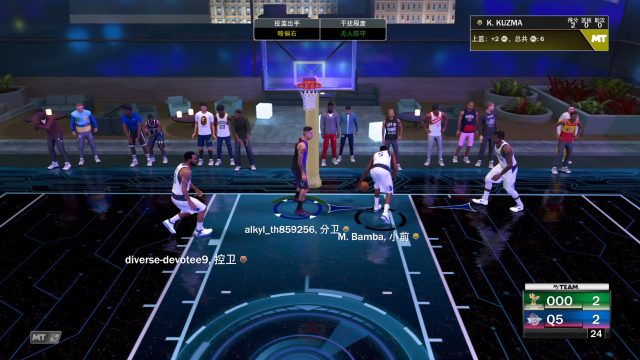 投篮出手 干扰程度
略偏右 无人防守
K. KUZMA 得分 篮板 助攻
2 0 0
上篮: +2, 总共: 6
MT
alkyl_th859256, 分卫
M. Bamba, 小前
diverse-devotee9, 控卫
TEAM
000 2
Q5 2
24
MT